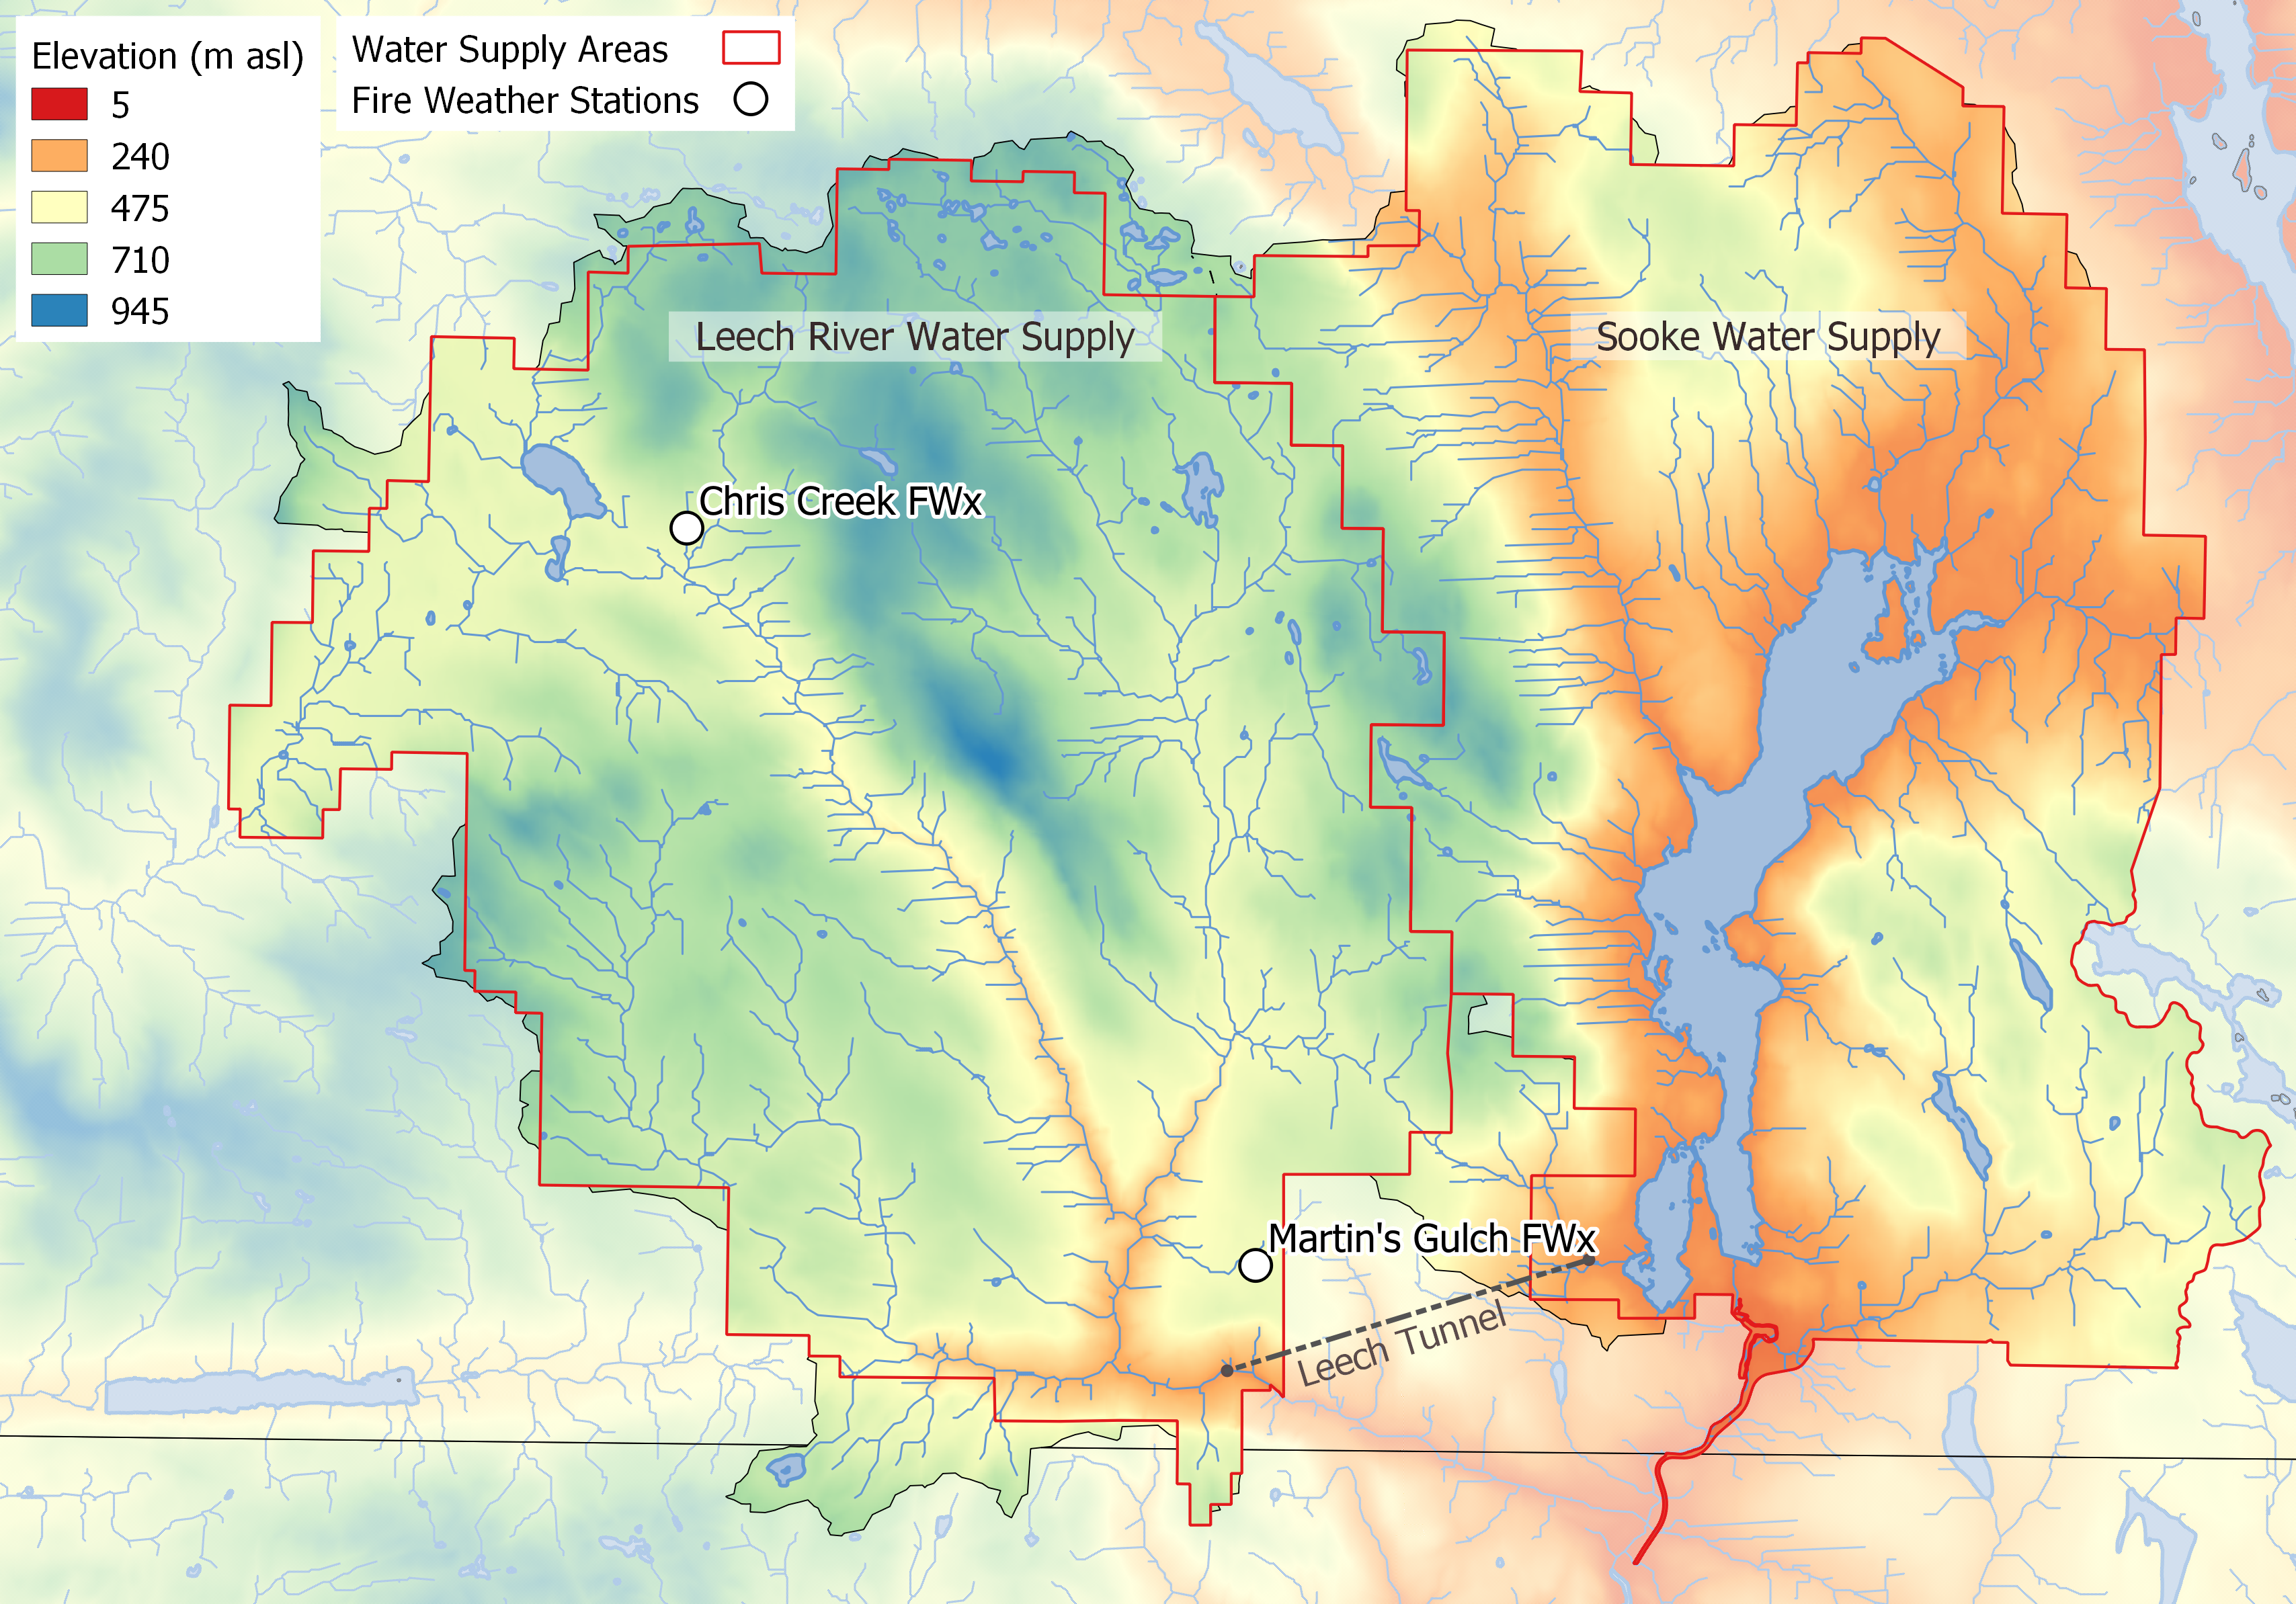 Elevation (m asl)
5
240
475
710
945
Water Supply Areas
Fire Weather Stations
Leech River Water Supply
Sooke Water Supply
Chris Creek FWx
Martin's Gulch FWx
Leech Tunnel